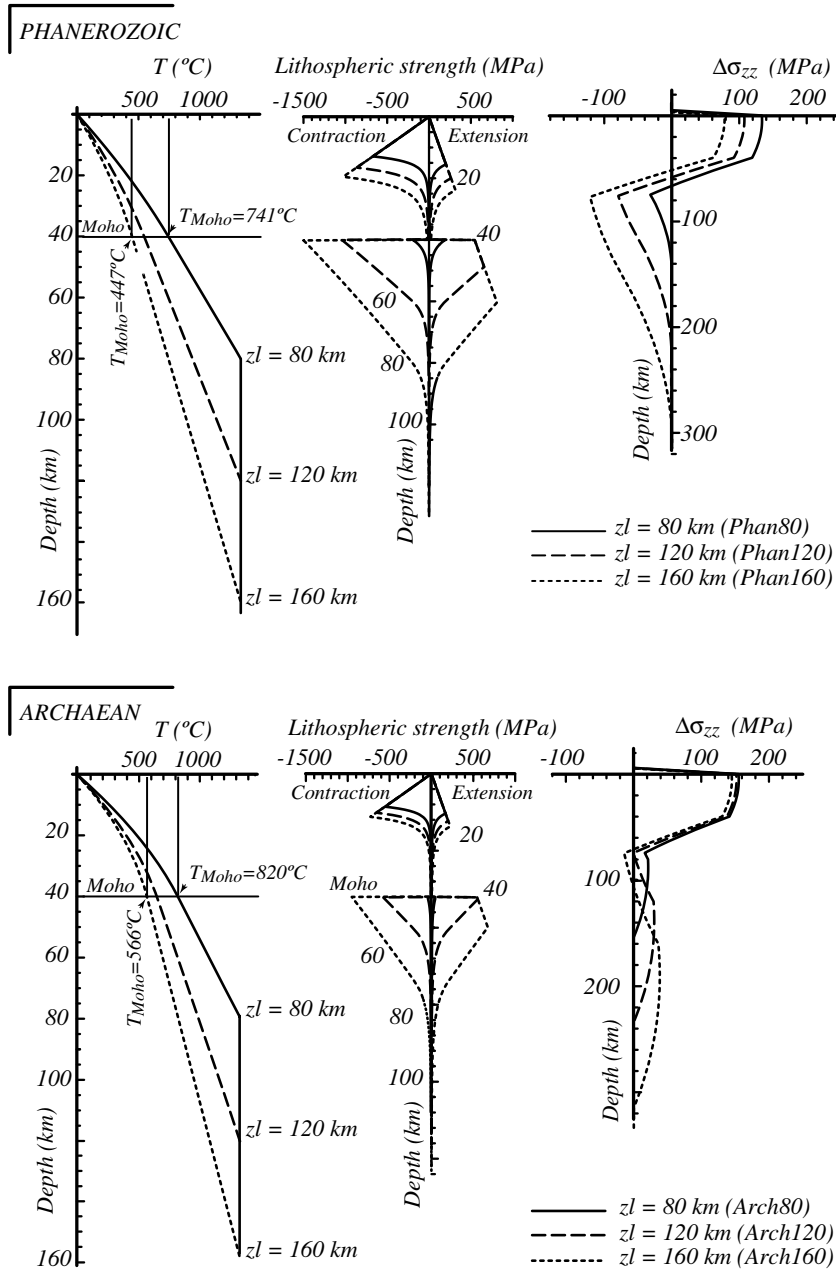 PHANEROZOIC
T (ºC)
Lithospheric strength (MPa)
Δσzz (MPa)
500 1000
-1500 -500 500
-100 100 200
Contraction Extension
20
20
TMoho=741ºC
Moho
40
40
100
TMoho=447ºC
60
60
80
zl = 80 km
80
200
100
100
300
Depth (km)
Depth (km)
Depth (km)
zl = 120 km
zl = 160 km
160
zl = 80 km (Phan80)
zl = 120 km (Phan120)
zl = 160 km (Phan160)
ARCHAEAN
T (ºC)
Lithospheric strength (MPa)
Δσzz (MPa)
500 1000
-1500 -500 500
-100 100 200
Contraction Extension
20
20
TMoho=820ºC
Moho
Moho
40
40
100
TMoho=566ºC
60
60
80
zl = 80 km
80
200
100
100
Depth (km)
Depth (km)
Depth (km)
zl = 120 km
zl = 160 km
160
zl = 80 km (Arch80)
zl = 120 km (Arch120)
zl = 160 km (Arch160)